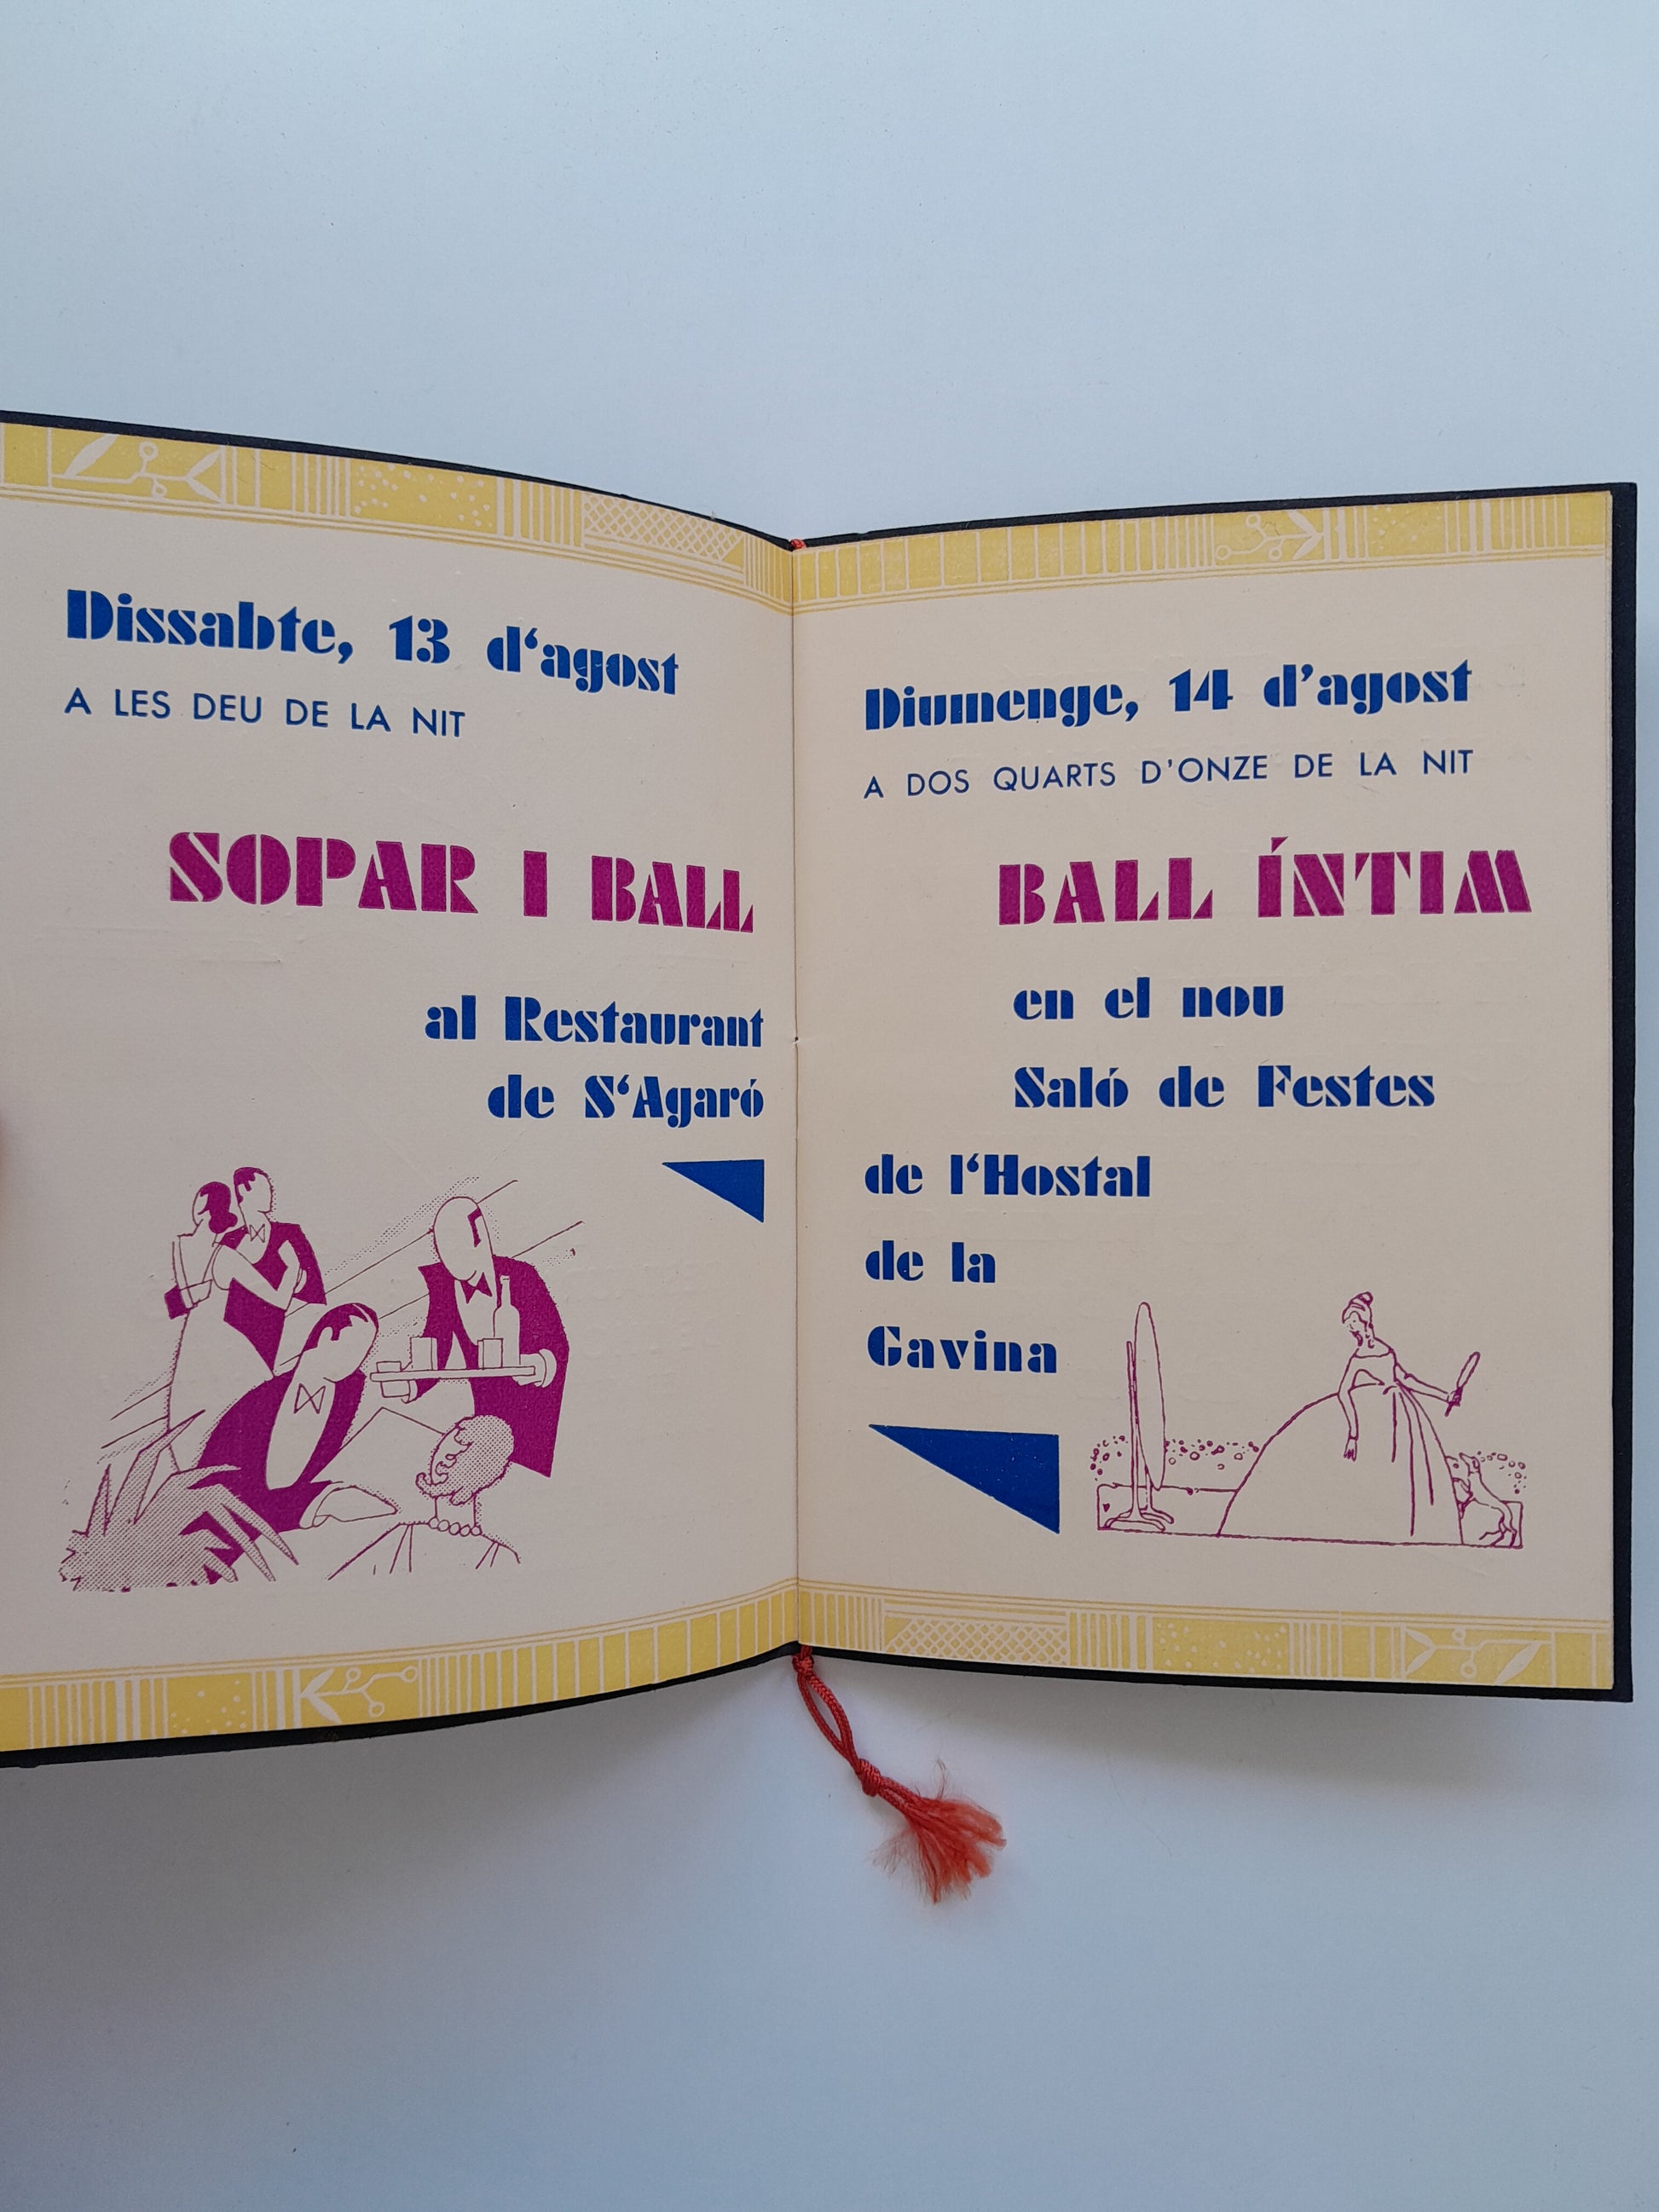 Dissabte, 13 d‘agost
A LES DEU DE LA NIT
SOPAR I BALL
al Restaurant
de S‘Agaró
Diumenge, 14 d’agost
A DOS QUARTS D’ONZE DE LA NIT
BALL ÍNTIM
en el nou
Saló de Festes
de l‘Hostal
de la
Gavina